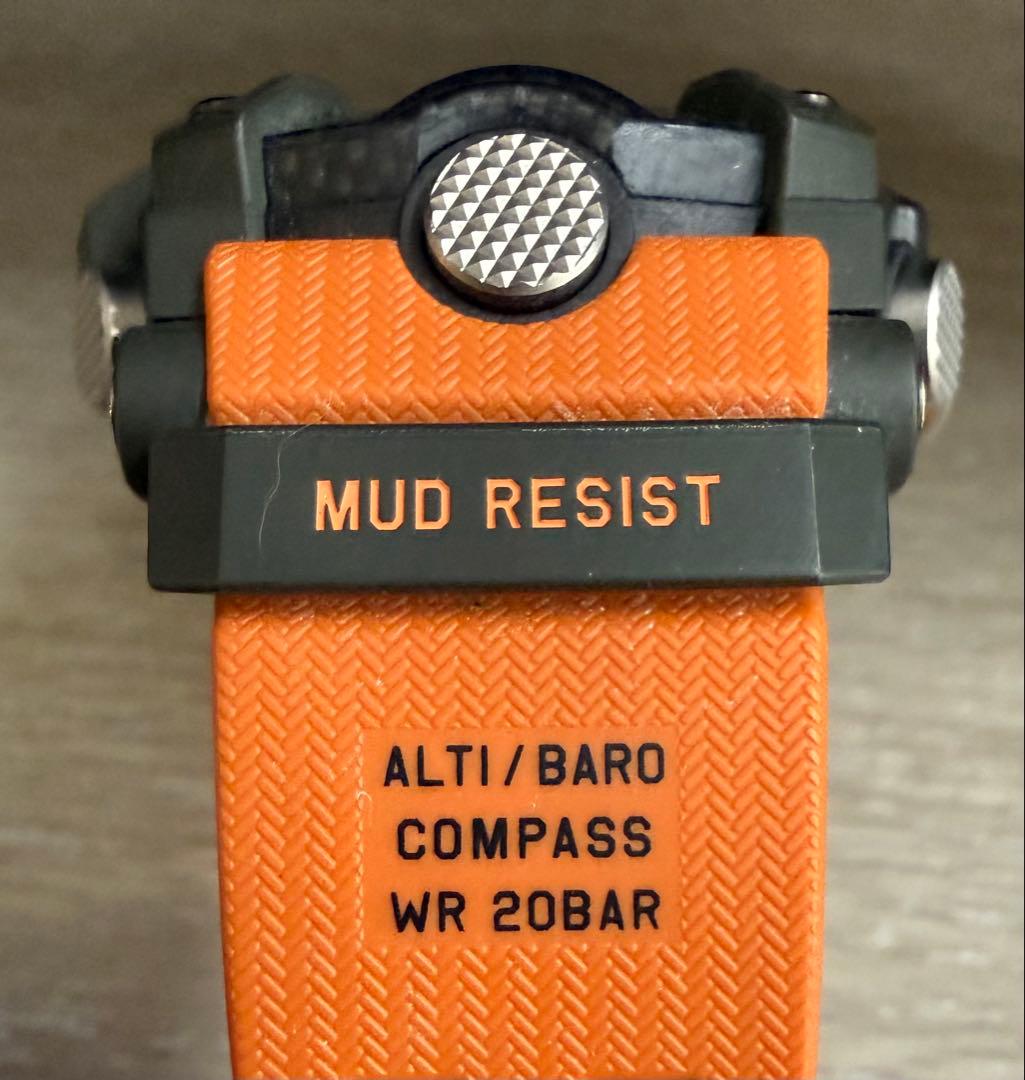 MUD RESIST
ALTI/BARO
COMPASS
WR 20BAR